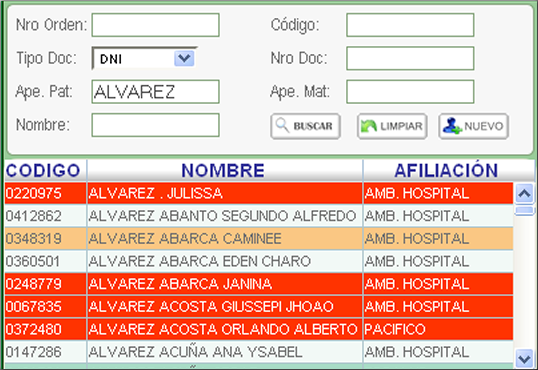 Nro Orden: Código:
Tipo Doc: DNI Nro Doc:
Ape. Pat: ALVAREZ Ape. Mat:
Nombre: BUSCAR LIMPIAR NUEVO
CODIGO NOMBRE AFILIACIÓN
0220975 ALVAREZ . JULISSA AMB. HOSPITAL
0412862 ALVAREZ ABANTO SEGUNDO ALFREDO AMB. HOSPITAL
0348319 ALVAREZ ABARCA CAMINEE AMB. HOSPITAL
0360501 ALVAREZ ABARCA EDEN CHARO AMB. HOSPITAL
0248779 ALVAREZ ABARCA JANINA AMB. HOSPITAL
0067835 ALVAREZ ACOSTA GIUSSEPI JHOAO AMB. HOSPITAL
0372480 ALVAREZ ACOSTA ORLANDO ALBERTO PACIFICO
0147286 ALVAREZ ACUÑA ANA YSABEL AMB. HOSPITAL